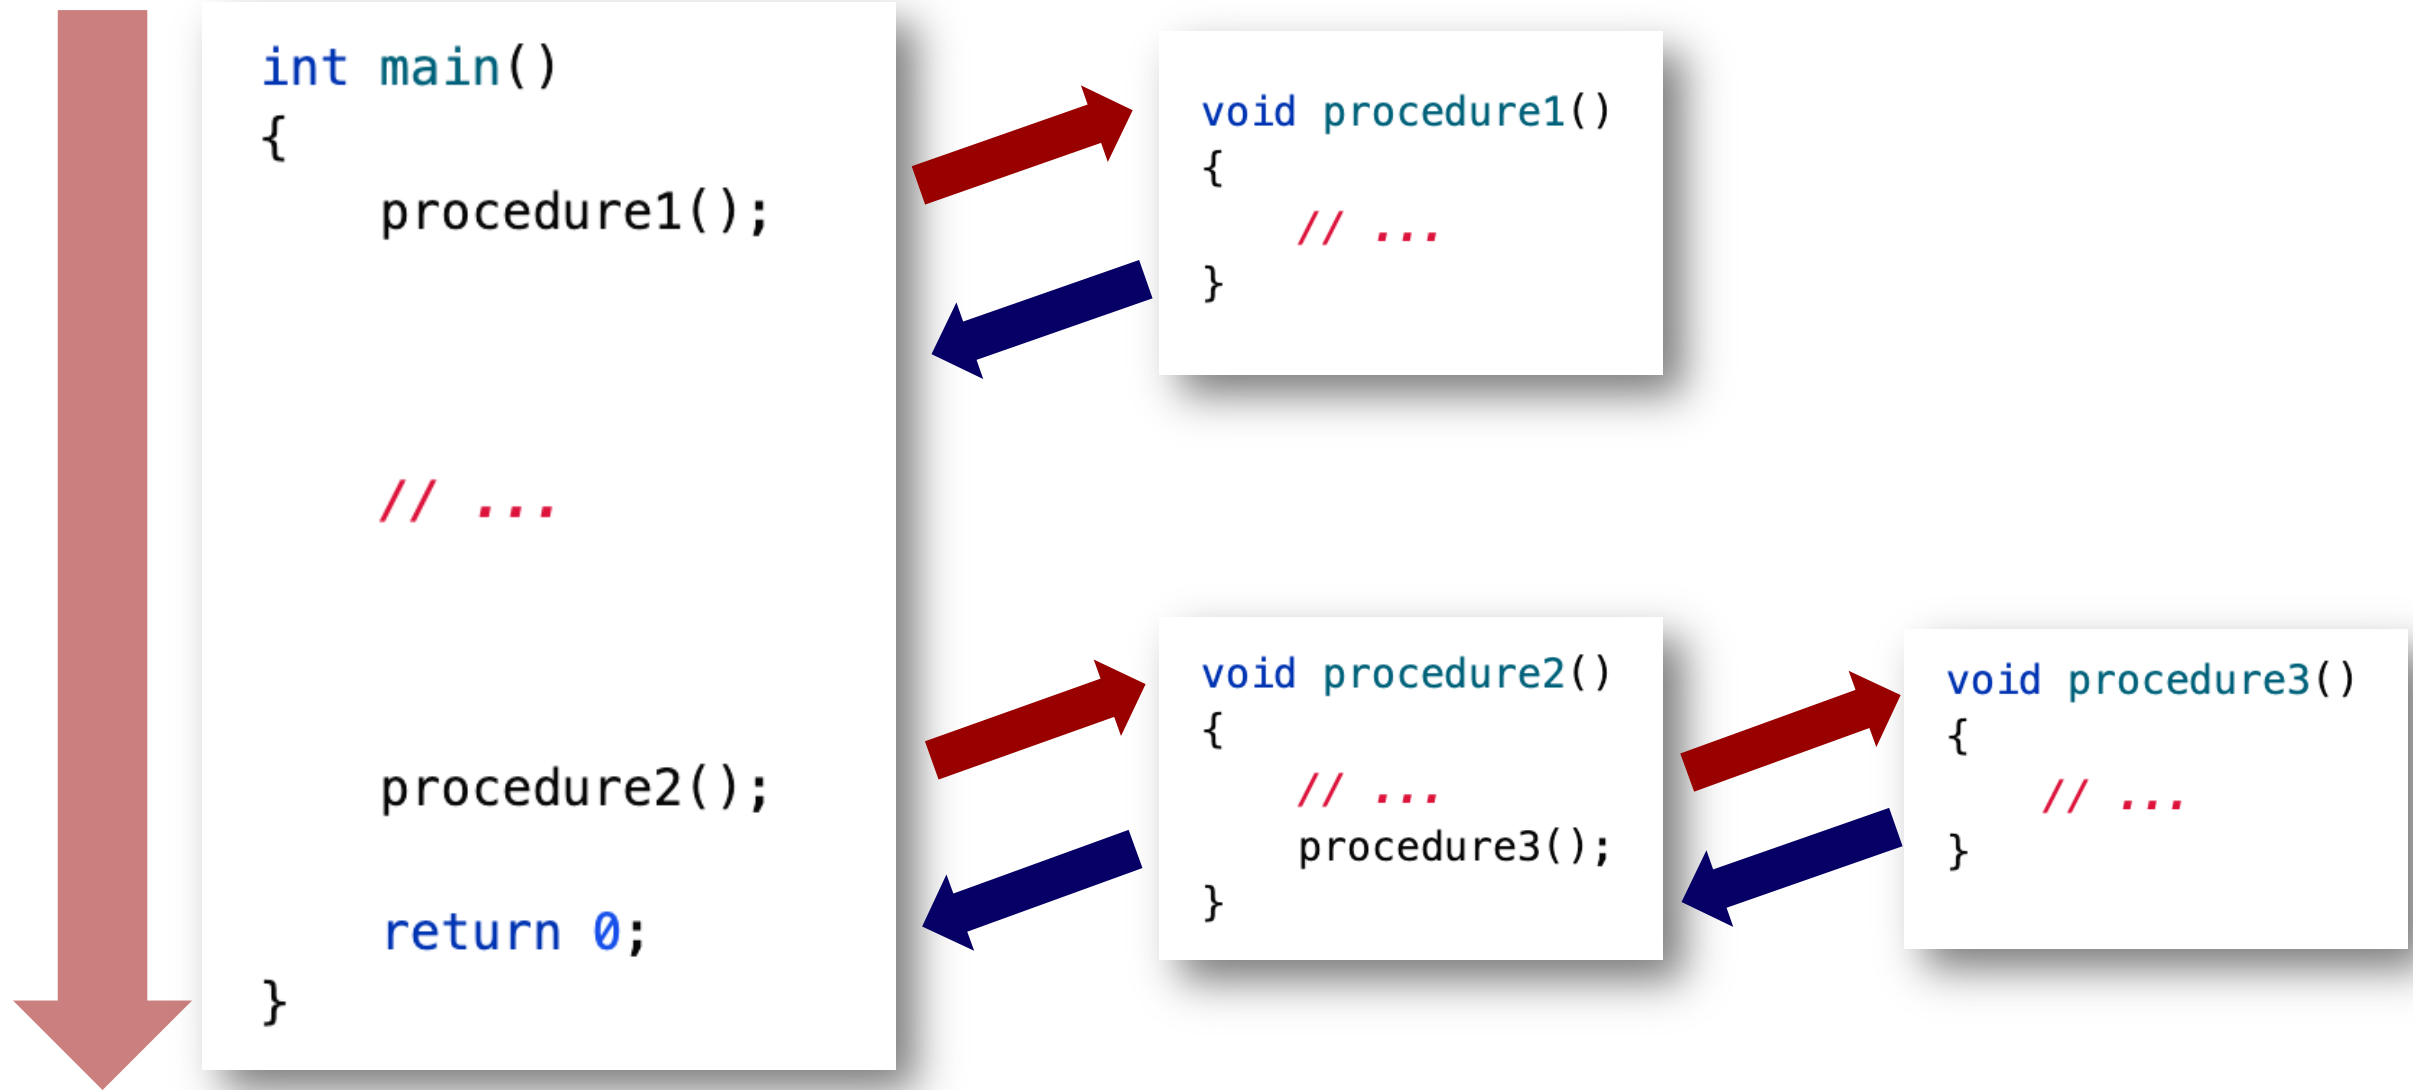 int main()
{
procedure1();
// ...
procedure2();
return 0;
}
void procedure1()
{
// ...
}
void procedure2()
{
// ...
procedure3();
}
void procedure3()
{
// ...
}